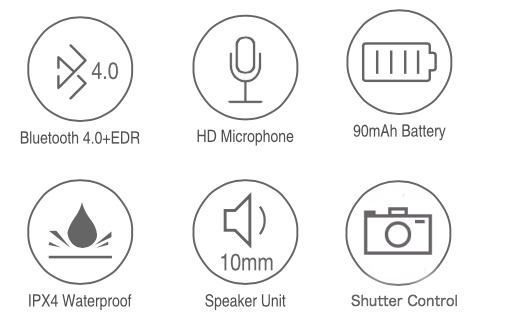 4.0
Bluetooth 4.0+EDR
HD Microphone
90mAh Battery
IPX4 Waterproof
10mm
Speaker Unit
Shutter Control